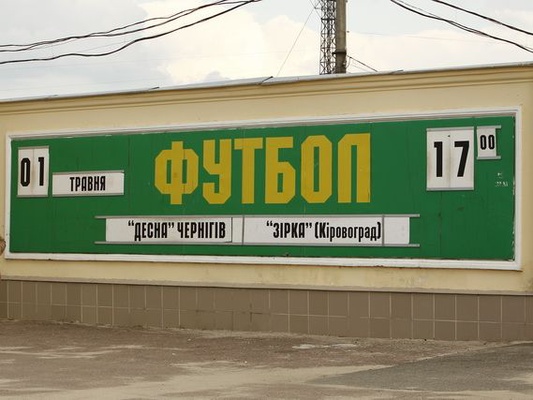 ФУТБОЛ
01 ТРАВНЯ 17 00
"ДЕСНА" ЧЕРНІГІВ "ЗІРКА" (Кіровоград)